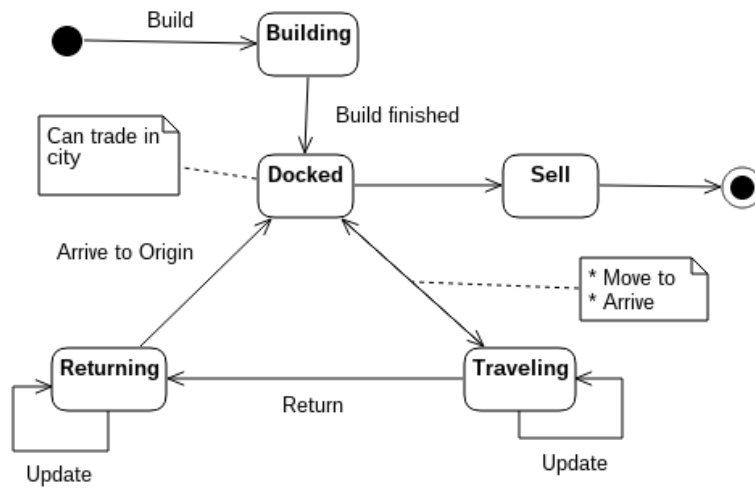 Build
Building
Build finished
Can trade in
city
Docked
Sell
Arrive to Origin
* Move to
* Arrive
Returning
Traveling
Return
Update
Update